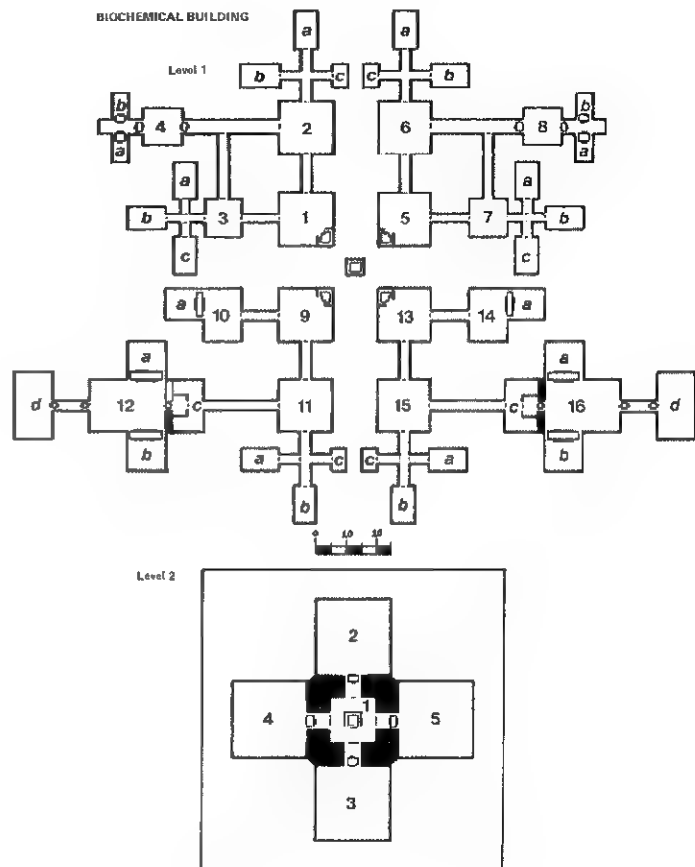 BIOCHEMICAL BUILDING
Level 1
a a
b c c b
b 2 6 b
4 8
a a
a a
b 3 1 5 7 b
c c
a 10 9 13 14 a
a a
d 12 c 11 15 c 16 d
b a c c a b
b b
0
Level 2
2
1
4 5
3